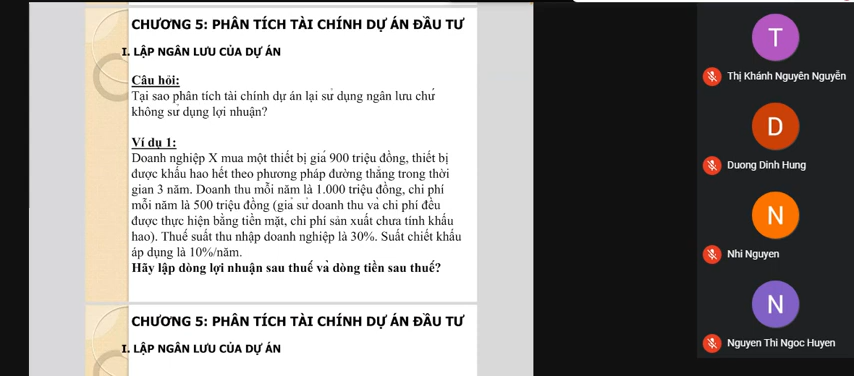 CHƯƠNG 5: PHÂN TÍCH TÀI CHÍNH DỰ ÁN ĐẦU TƯ
I. LẬP NGÂN LƯU CỦA DỰ ÁN
Câu hỏi:
Tại sao phân tích tài chính dự án lại sử dụng ngân lưu chứ
không sử dụng lợi nhuận?
Ví dụ 1:
Doanh nghiệp X mua một thiết bị giá 900 triệu đồng, thiết bị
được khấu hao hết theo phương pháp đường thẳng trong thời
gian 3 năm. Doanh thu mỗi năm là 1.000 triệu đồng, chi phí
mỗi năm là 500 triệu đồng (giả sử doanh thu và chi phí đều
được thực hiện bằng tiền mặt, chi phí sản xuất chưa tính khấu
hao). Thuế suất thu nhập doanh nghiệp là 30%. Suất chiết khấu
áp dụng là 10%/năm.
Hãy lập dòng lợi nhuận sau thuế và dòng tiền sau thuế?
CHƯƠNG 5: PHÂN TÍCH TÀI CHÍNH DỰ ÁN ĐẦU TƯ
I. LẬP NGÂN LƯU CỦA DỰ ÁN
T
Thị Khánh Nguyên Nguyễn
D
Duong Dinh Hung
N
Nhi Nguyen
N
Nguyen Thi Ngoc Huyen